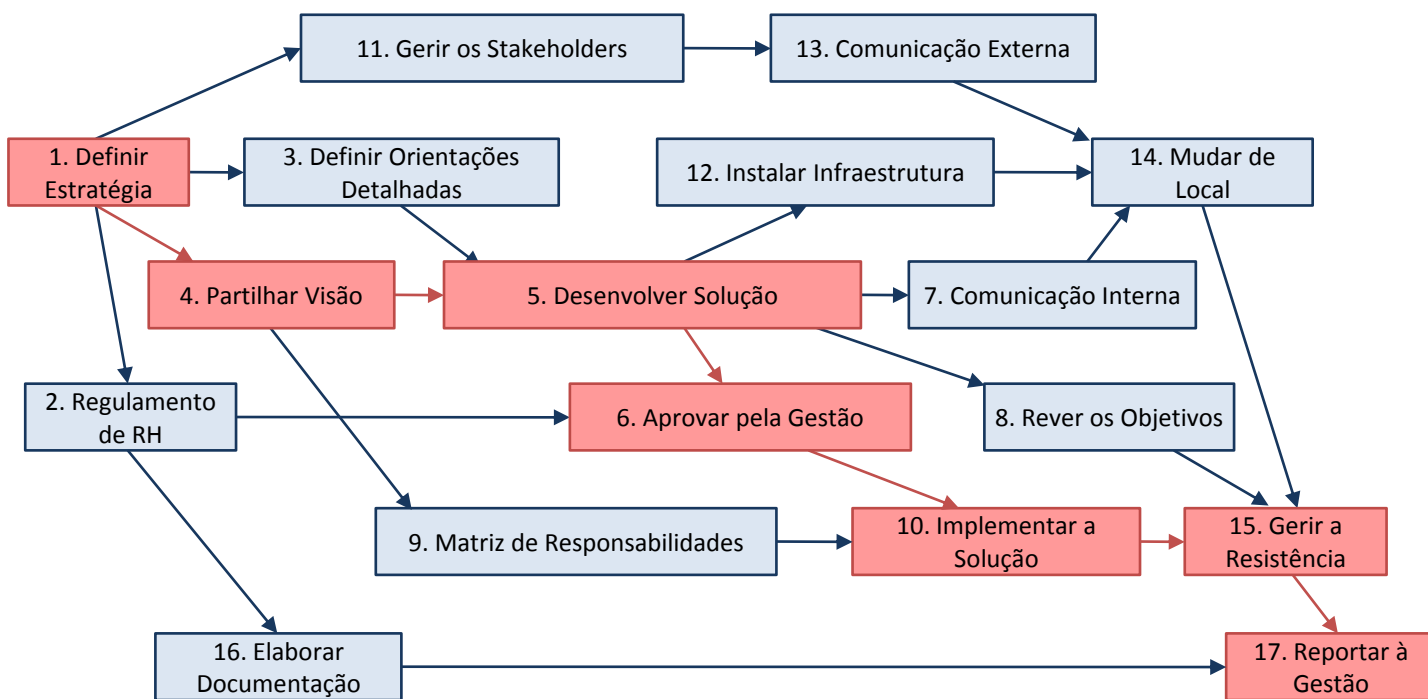 11. Gerir os Stakeholders
13. Comunicação Externa
1. Definir
Estratégia
3. Definir Orientações
Detalhadas
12. Instalar Infraestrutura
14. Mudar de
Local
4. Partilhar Visão
5. Desenvolver Solução
7. Comunicação Interna
2. Regulamento
de RH
6. Aprovar pela Gestão
8. Rever os Objetivos
9. Matriz de Responsabilidades
10. Implementar a
Solução
15. Gerir a
Resistência
16. Elaborar
Documentação
17. Reportar à
Gestão